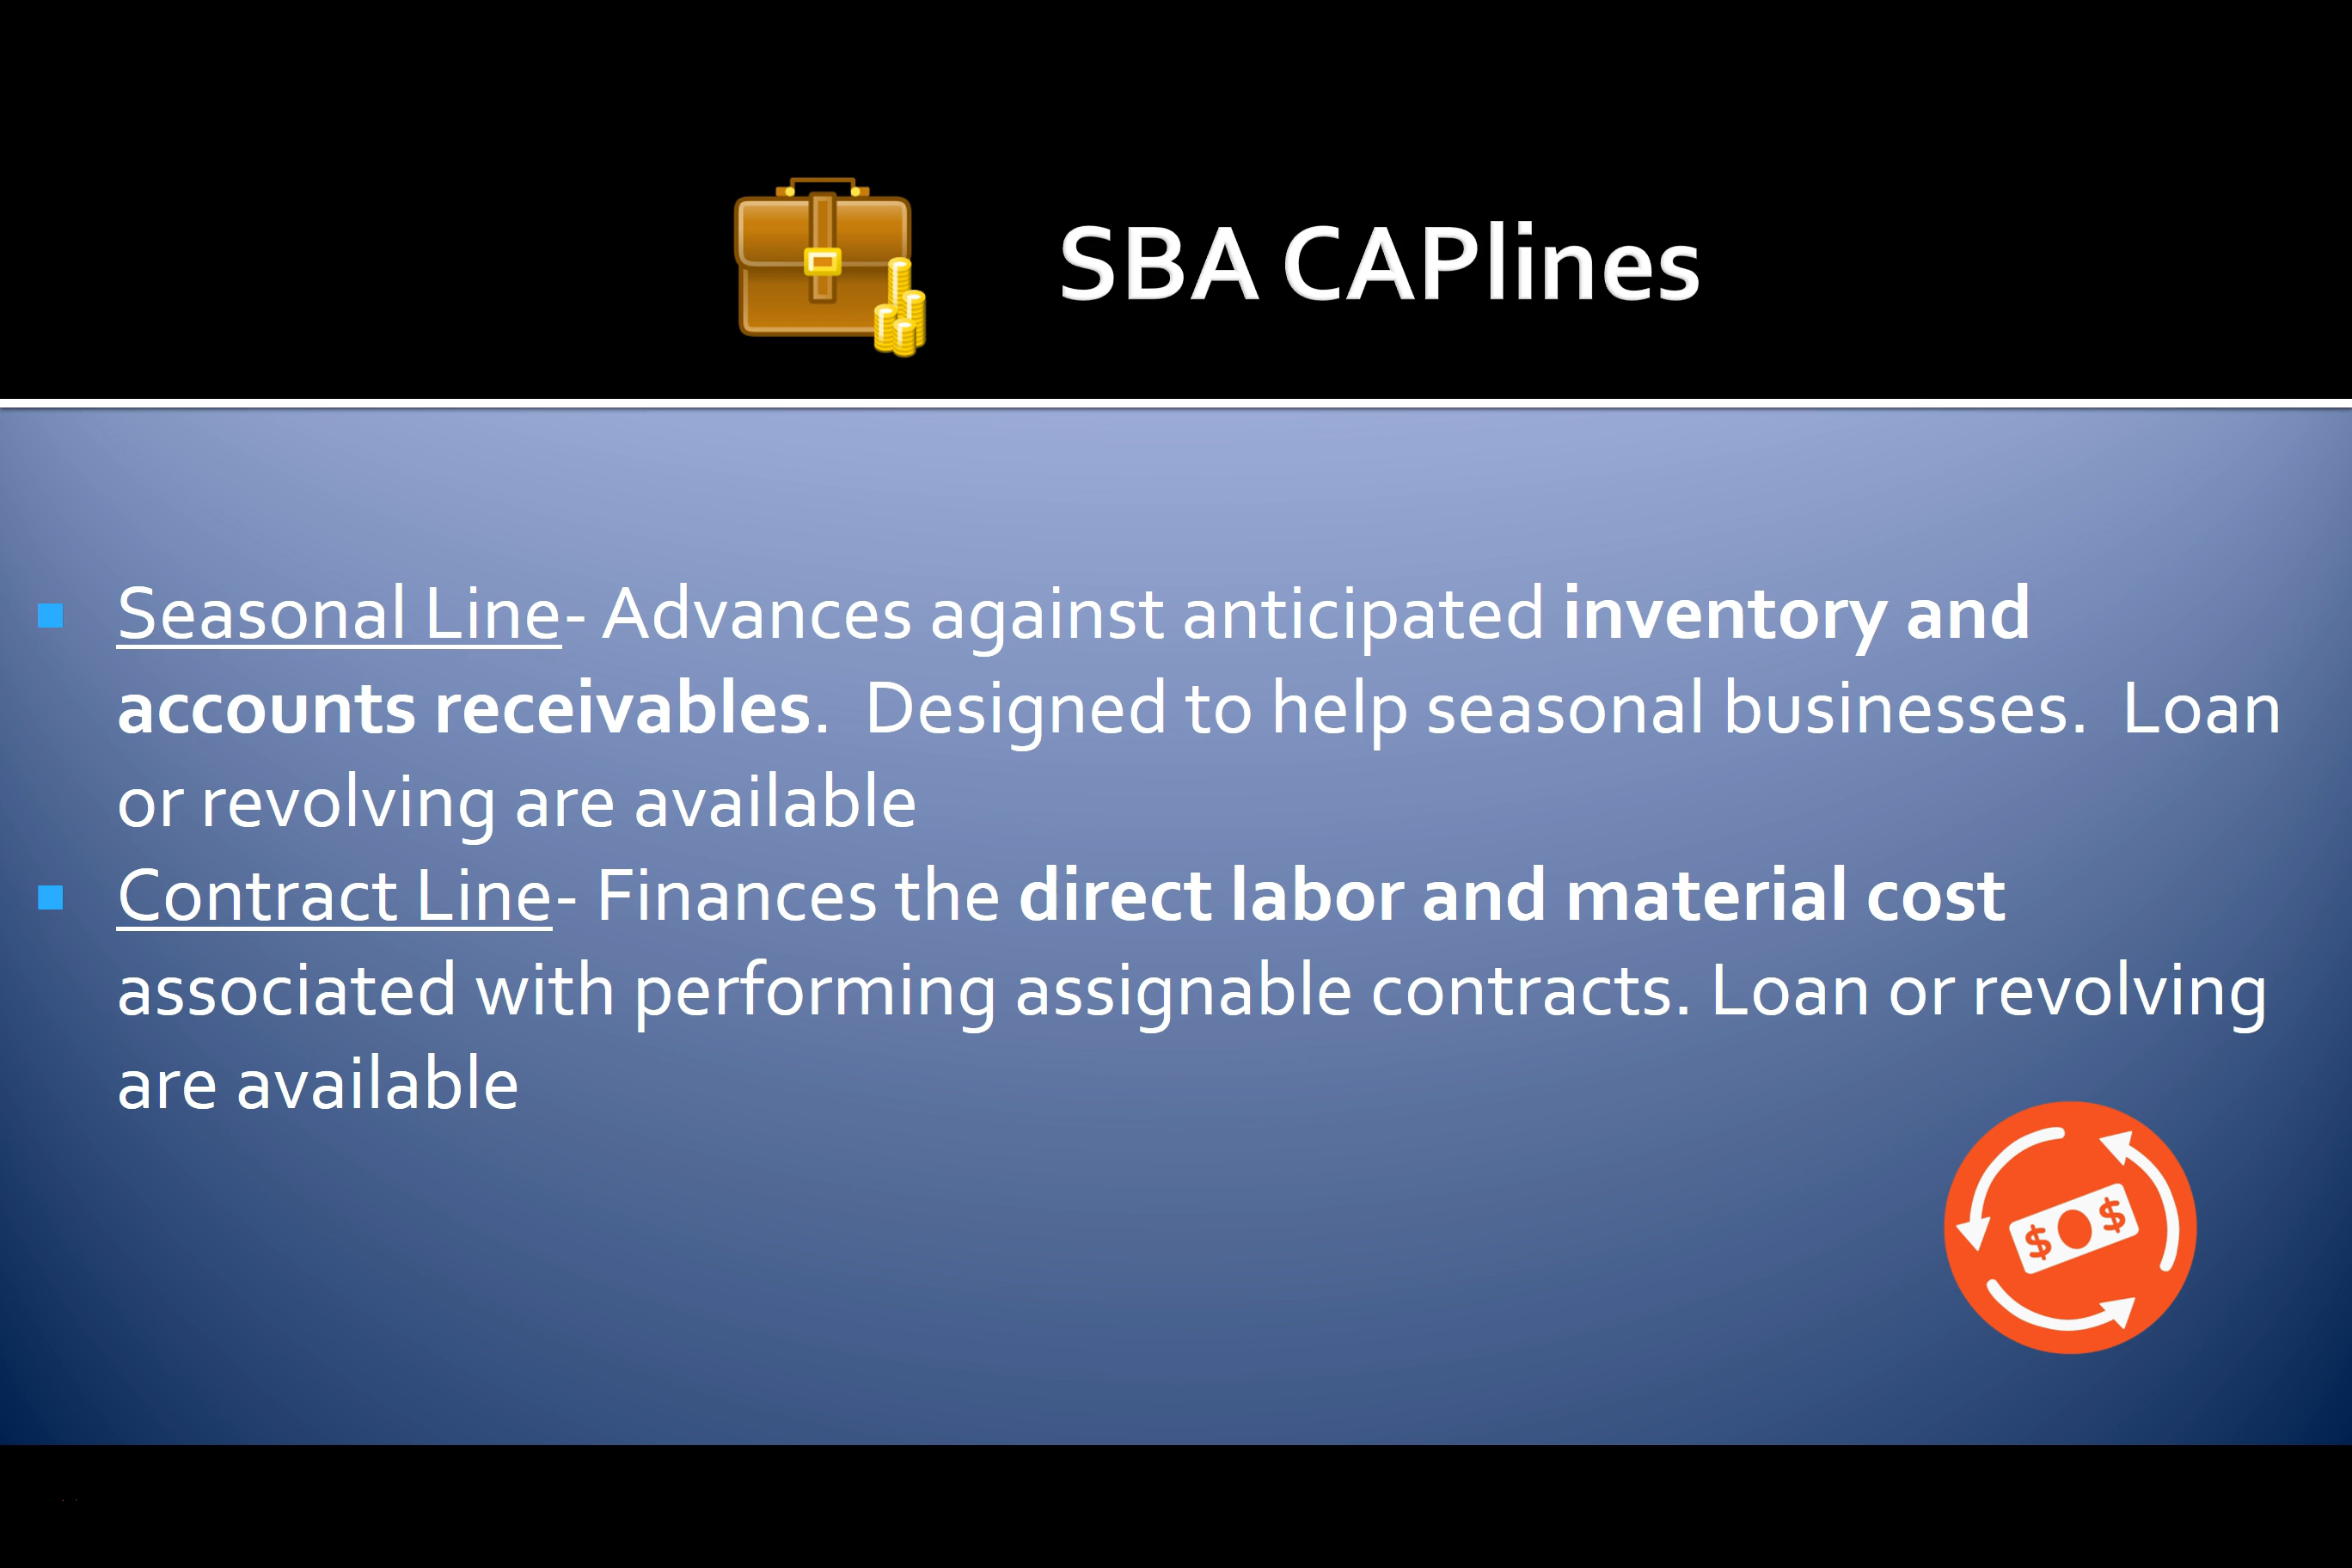 SBA CAPlines
Seasonal Line- Advances against anticipated inventory and
accounts receivables.  Designed to help seasonal businesses.  Loan
or revolving are available
Contract Line- Finances the direct labor and material cost
associated with performing assignable contracts. Loan or revolving
are available
$ $